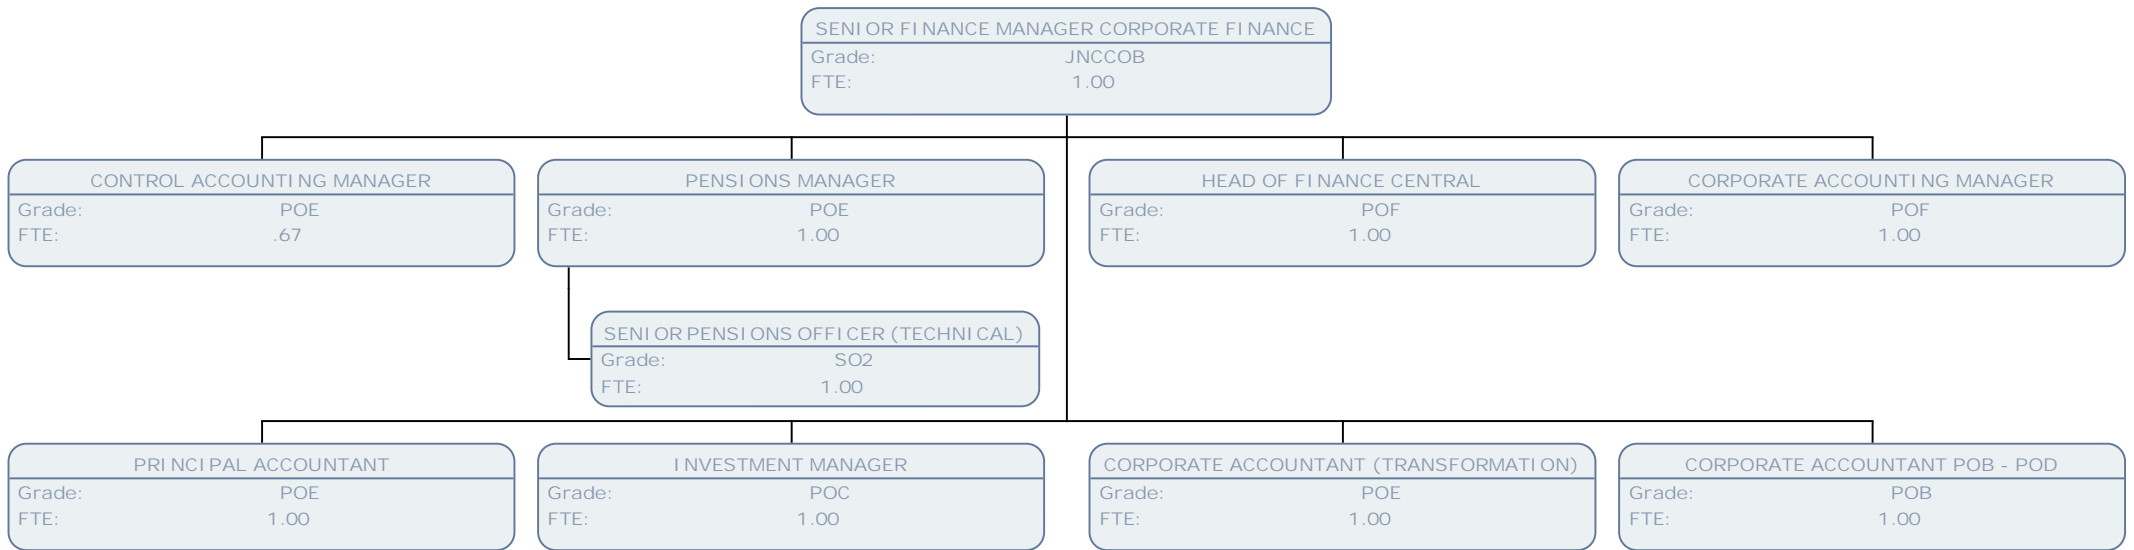 SENIOR FINANCE MANAGER CORPORATE FINANCE
Grade: JNCCOB
FTE: 1.00
CONTROL ACCOUNTING MANAGER
Grade: POE
FTE: .67
PENSIONS MANAGER
Grade: POE
FTE: 1.00
HEAD OF FINANCE CENTRAL
Grade: POF
FTE: 1.00
CORPORATE ACCOUNTING MANAGER
Grade: POF
FTE: 1.00
SENIOR PENSIONS OFFICER (TECHNICAL)
Grade: SO2
FTE: 1.00
PRINCIPAL ACCOUNTANT
Grade: POE
FTE: 1.00
INVESTMENT MANAGER
Grade: POC
FTE: 1.00
CORPORATE ACCOUNTANT (TRANSFORMATION)
Grade: POE
FTE: 1.00
CORPORATE ACCOUNTANT POB - POD
Grade: POB
FTE: 1.00